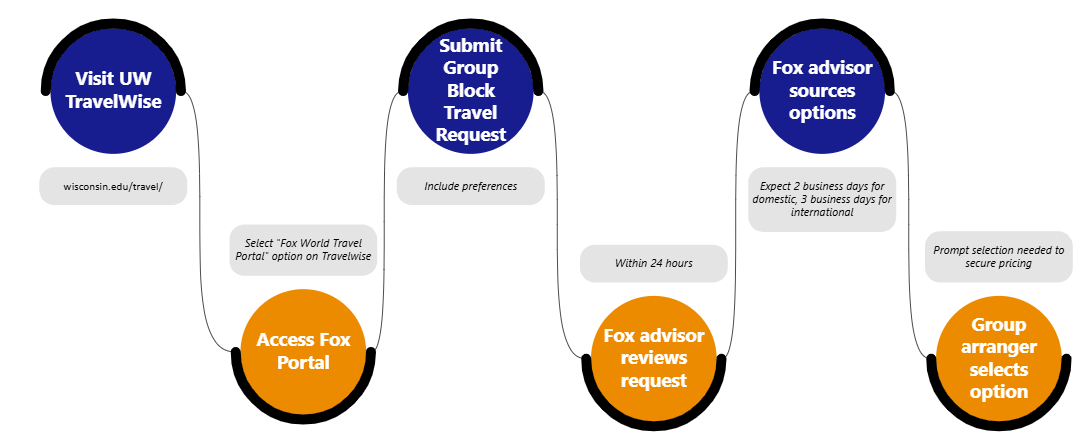 Visit UW
TravelWise
wisconsin.edu/travel/
Select "Fox World Travel
Portal" option on Travelwise
Access Fox
Portal
Submit
Group
Block
Travel
Request
Include preferences
Within 24 hours
Fox advisor
reviews
request
Fox advisor
sources
options
Expect 2 business days for
domestic, 3 business days for
international
Prompt selection needed to
secure pricing
Group
arranger
selects
option